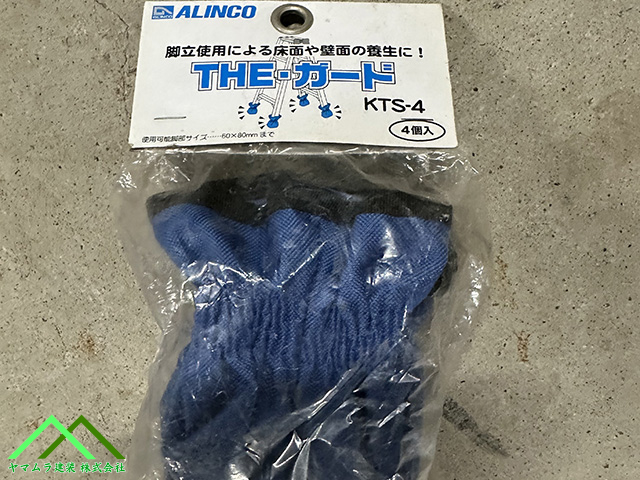 ALINCO
ALINCO
脚立使用による床面や壁面の養生に！
THE・ガード
KTS-4
4個入
使用可能脚部サイズ……60×80mmまで
ヤマムラ建装 株式会社